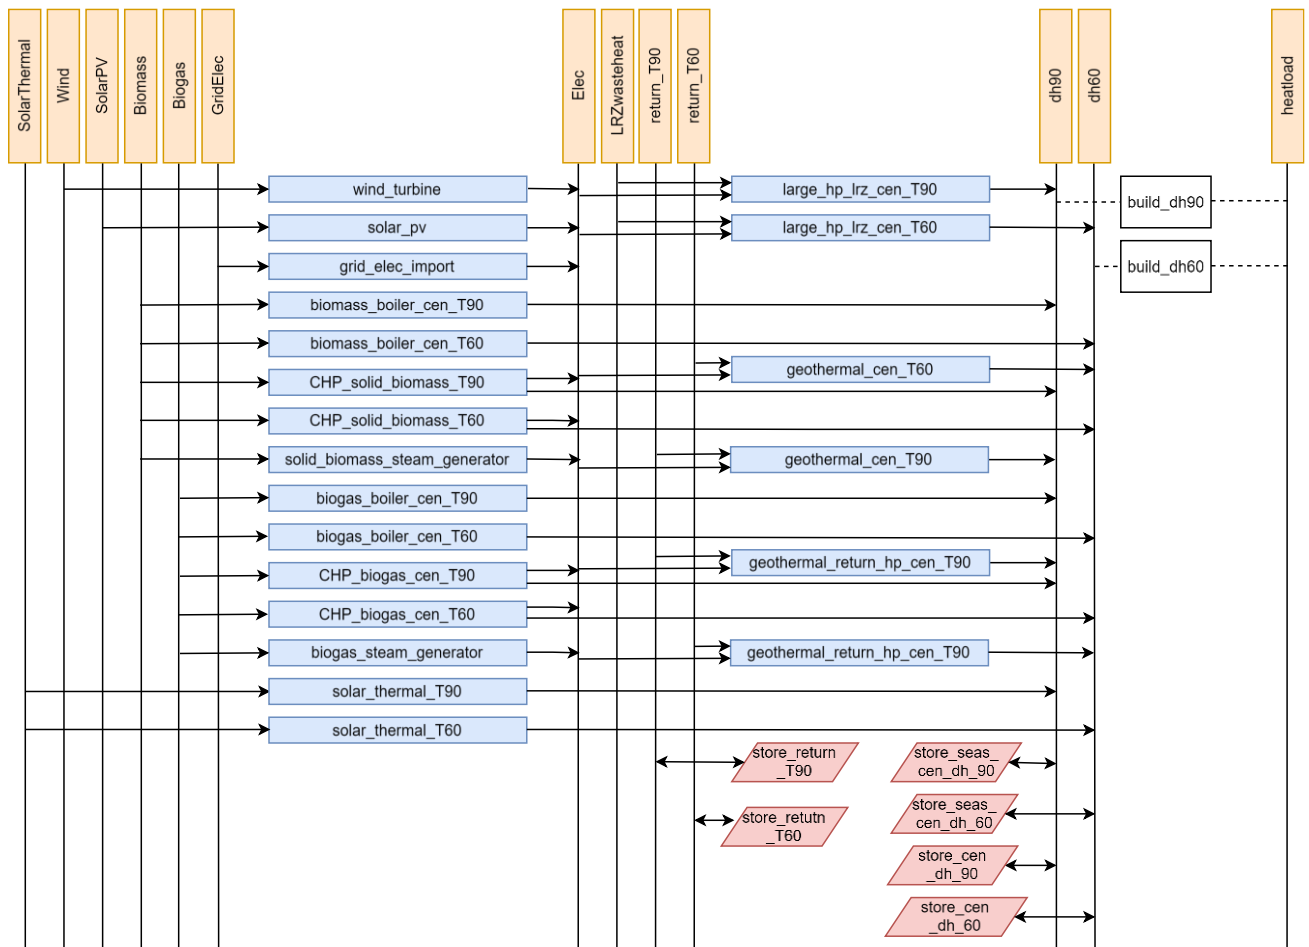 SolarThermal
Wind
SolarPV
Biomass
Biogas
GridElec
Elec
LRZwasteheat
return_T90
return_T60
dh90
dh60
heatload
wind_turbine
large_hp_lrz_cen_T90
build_dh90
solar_pv
large_hp_lrz_cen_T60
grid_elec_import
build_dh60
biomass_boiler_cen_T90
biomass_boiler_cen_T60
geothermal_cen_T60
CHP_solid_biomass_T90
CHP_solid_biomass_T60
solid_biomass_steam_generator
geothermal_cen_T90
biogas_boiler_cen_T90
biogas_boiler_cen_T60
geothermal_return_hp_cen_T90
CHP_biogas_cen_T90
CHP_biogas_cen_T60
biogas_steam_generator
geothermal_return_hp_cen_T90
solar_thermal_T90
solar_thermal_T60
store_return
_T90
store_seas_
cen_dh_90
store_retutn
_T60
store_seas_
cen_dh_60
store_cen
_dh_90
store_cen
_dh_60